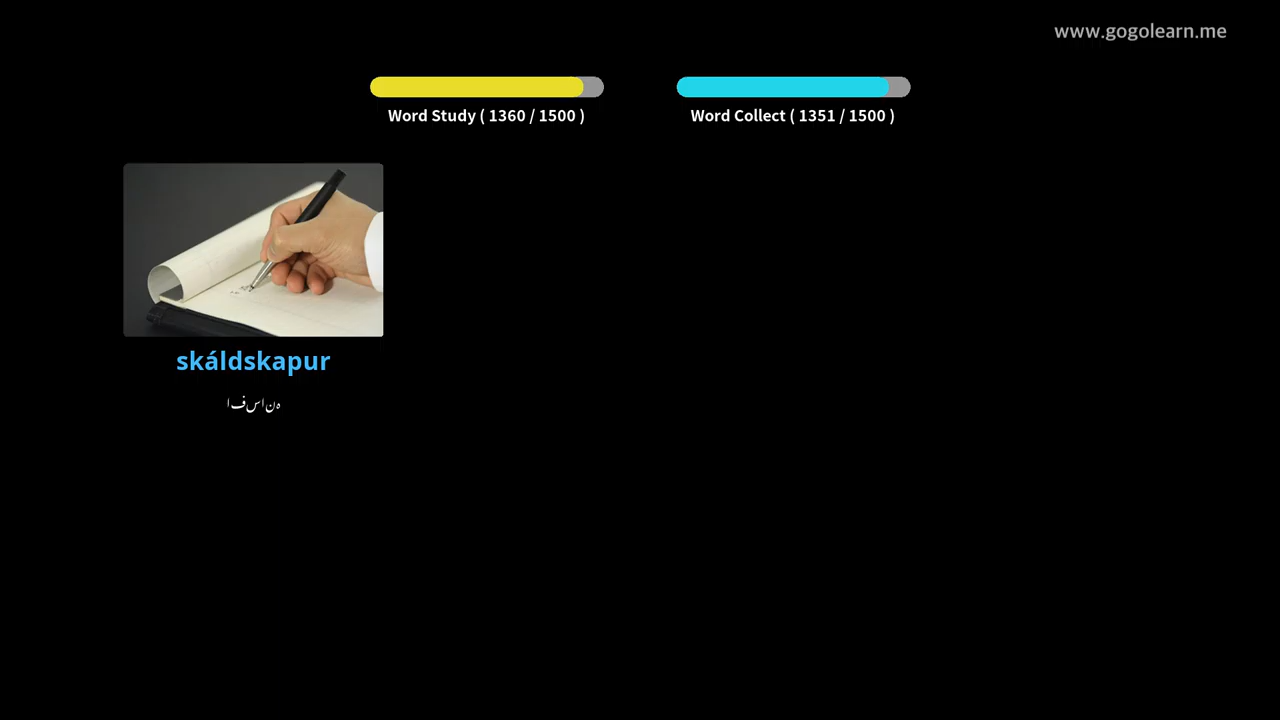 www.gogolearn.me
Word Study ( 1360 / 1500 )
Word Collect ( 1351 / 1500 )
skáldskapur
افسانہ